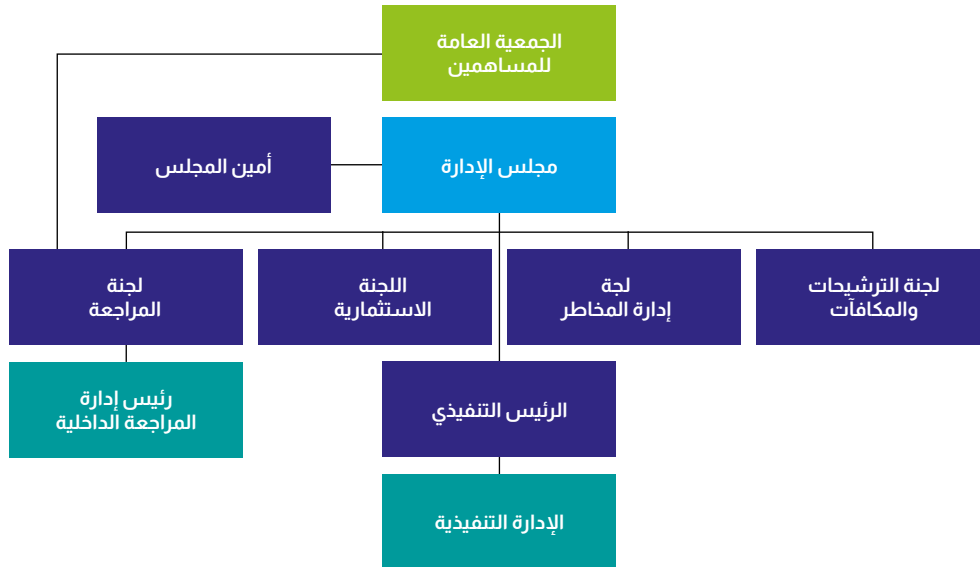 الجمعية العامة
للمساهمين
مجلس الإدارة
أمين المجلس
لجنة الترشيحات
والمكافآت
لجة
إدارة المخاطر
اللجنة
الاستثمارية
لجنة
المراجعة
الرئيس التنفيذي
رئيس إدارة
المراجعة الداخلية
الإدارة التنفيذية